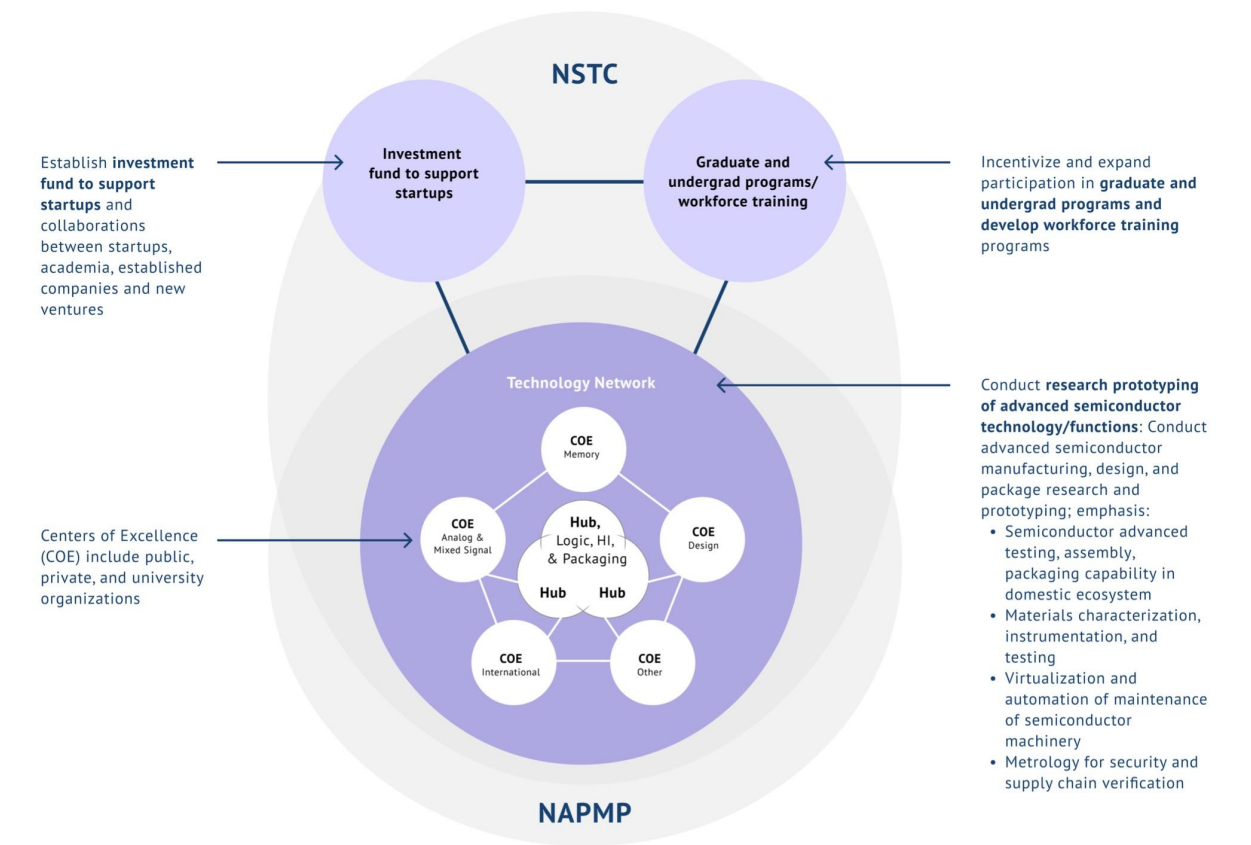 NSTC
Establish investment
fund to support
startups and
collaborations
between startups,
academia, established
companies and new
ventures
Investment
fund to support
startups
Graduate and
undergrad programs/
workforce training
Incentivize and expand
participation in graduate and
undergrad programs and
develop workforce training
programs
Technology Network
COE
Memory
COE
Analog &
Mixed Signal
Hub,
Logic, HI,
& Packaging
Hub
Hub
COE
Design
COE
International
COE
Other
Centers of Excellence
(COE) include public,
private, and university
organizations
Conduct research prototyping
of advanced semiconductor
technology/functions: Conduct
advanced semiconductor
manufacturing, design, and
package research and
prototyping; emphasis:
• Semiconductor advanced
testing, assembly,
packaging capability in
domestic ecosystem
• Materials characterization,
instrumentation, and
testing
• Virtualization and
automation of maintenance
of semiconductor
machinery
• Metrology for security and
supply chain verification
NAPMP